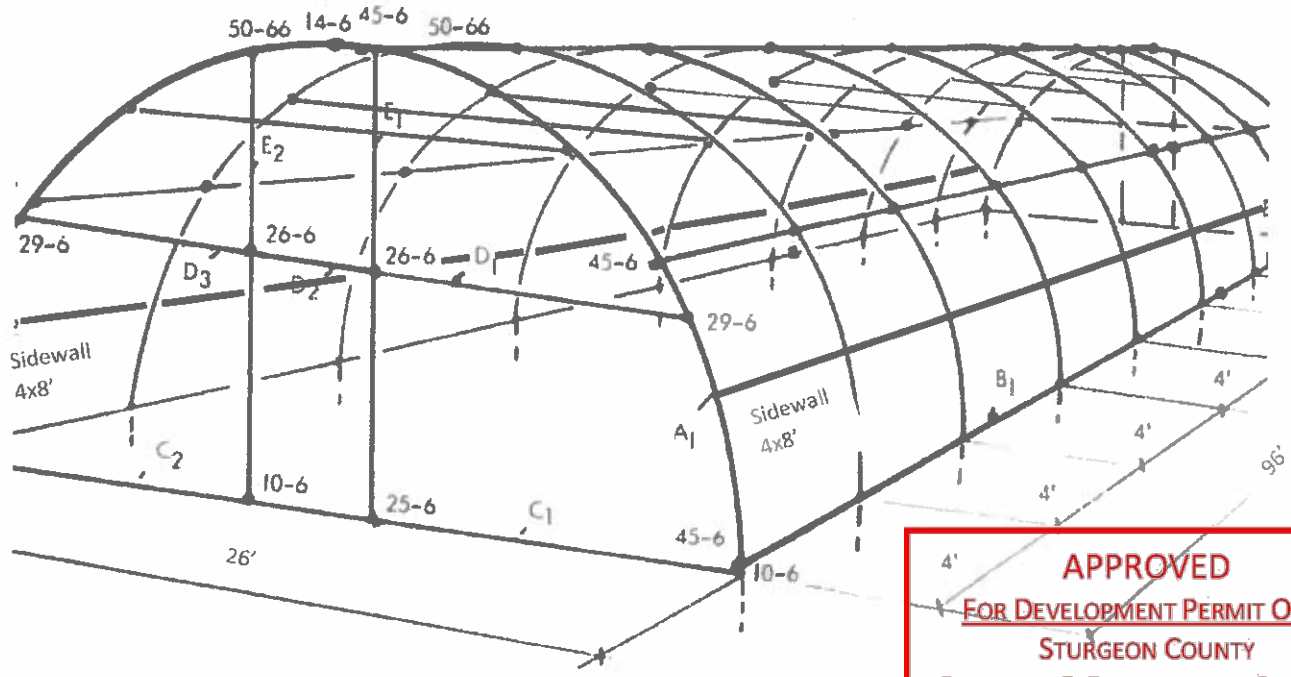 50-66 14-6 45-6 50-66
E1
E2
29-6
26-6
D3
D2
26-6
D1
45-6
29-6
Sidewall
4x8'
A1
Sidewall
4x8'
B1
C2
10-6
25-6
C1
45-6
10-6
26'
4'
4'
4'
4'
96'
APPROVED
FOR DEVELOPMENT PERMIT O
STURGEON COUNTY